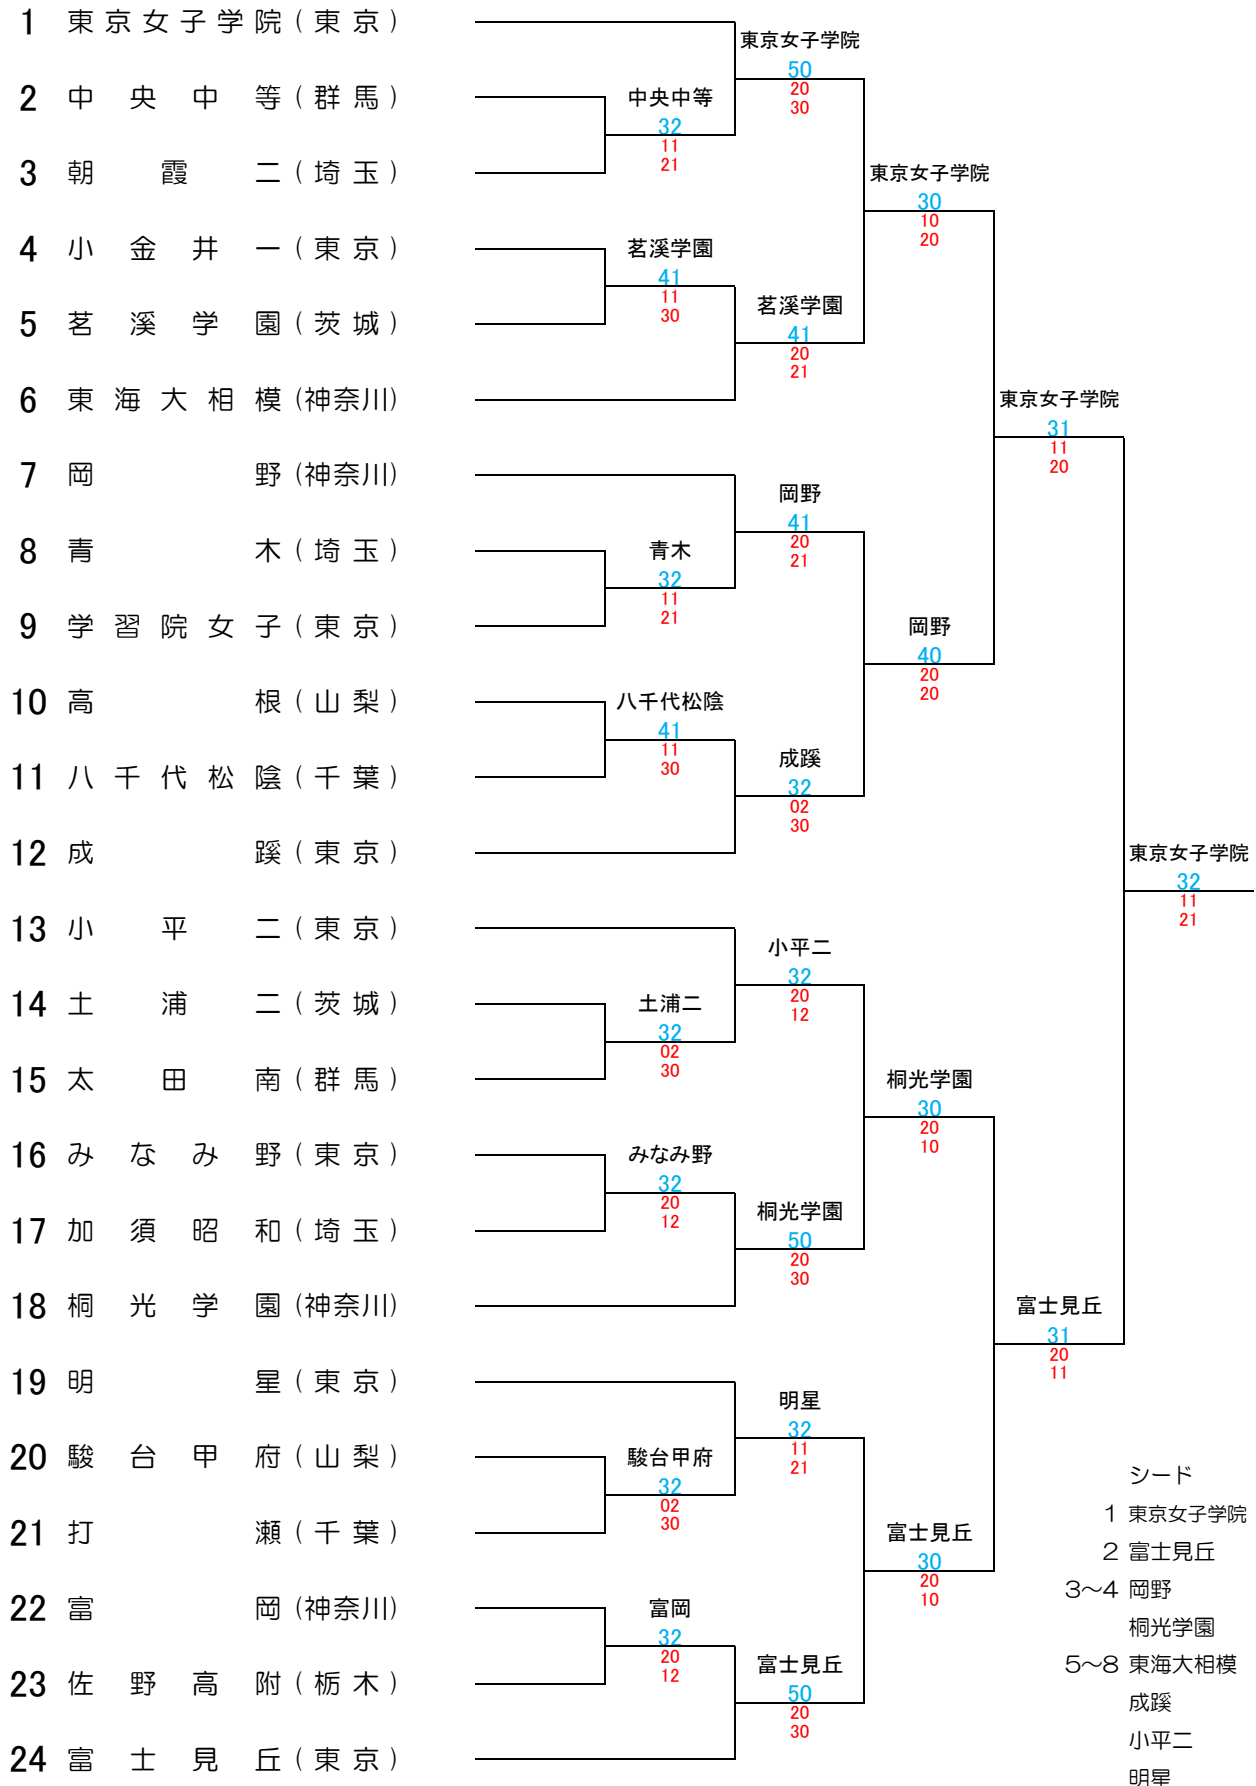 1 東京女子学院(東京)
2 中央中等(群馬)
3 朝霞二(埼玉)
4 小金井一(東京)
5 茗溪学園(茨城)
6 東海大相模(神奈川)
7 岡野(神奈川)
8 青木(埼玉)
9 学習院女子(東京)
10 高根(山梨)
11 八千代松陰(千葉)
12 成蹊(東京)
13 小平二(東京)
14 土浦二(茨城)
15 太田南(群馬)
16 みなみ野(東京)
17 加須昭和(埼玉)
18 桐光学園(神奈川)
19 明星(東京)
20 駿台甲府(山梨)
21 打瀬(千葉)
22 富岡(神奈川)
23 佐野高附(栃木)
24 富士見丘(東京)
中央中等
32
11
21
茗溪学園
41
11
30
青木
32
11
21
八千代松陰
41
11
30
土浦二
32
02
30
みなみ野
32
20
12
駿台甲府
32
02
30
富岡
32
20
12
東京女子学院
50
20
30
茗溪学園
41
20
21
岡野
41
20
21
成蹊
32
02
30
小平二
32
20
12
桐光学園
50
20
30
明星
32
11
21
富士見丘
50
20
30
東京女子学院
30
10
20
岡野
40
20
20
桐光学園
30
20
10
富士見丘
30
20
10
東京女子学院
31
11
20
富士見丘
31
20
11
東京女子学院
32
11
21
シード
1 東京女子学院
2 富士見丘
3～4 岡野
桐光学園
5～8 東海大相模
成蹊
小平二
明星